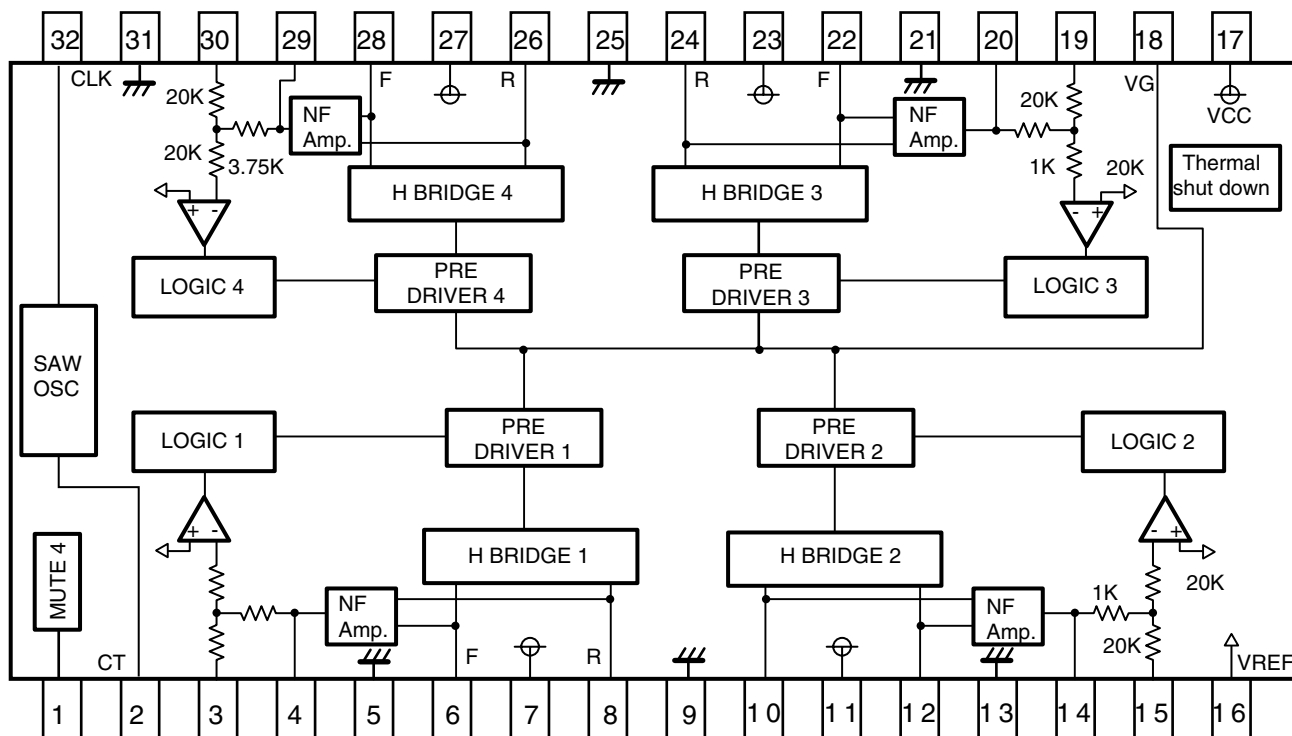 32 31 30 29 28 27 26 25 24 23 22 21 20 19 18 17
CLK F R R F VG
20K NF Amp. NF Amp. 20K VCC
20K 3.75K 1K 20K
Thermal
shut down
H BRIDGE 4 H BRIDGE 3
+ - - +
LOGIC 4
PRE
DRIVER 4
PRE
DRIVER 3
LOGIC 3
SAW
OSC
LOGIC 1
PRE
DRIVER 1
PRE
DRIVER 2
LOGIC 2
+ - - +
MUTE 4
H BRIDGE 1 H BRIDGE 2
20K
NF
Amp.
NF
Amp.
1K
20K
CT F R VREF
1 2 3 4 5 6 7 8 9 10 11 12 13 14 15 16